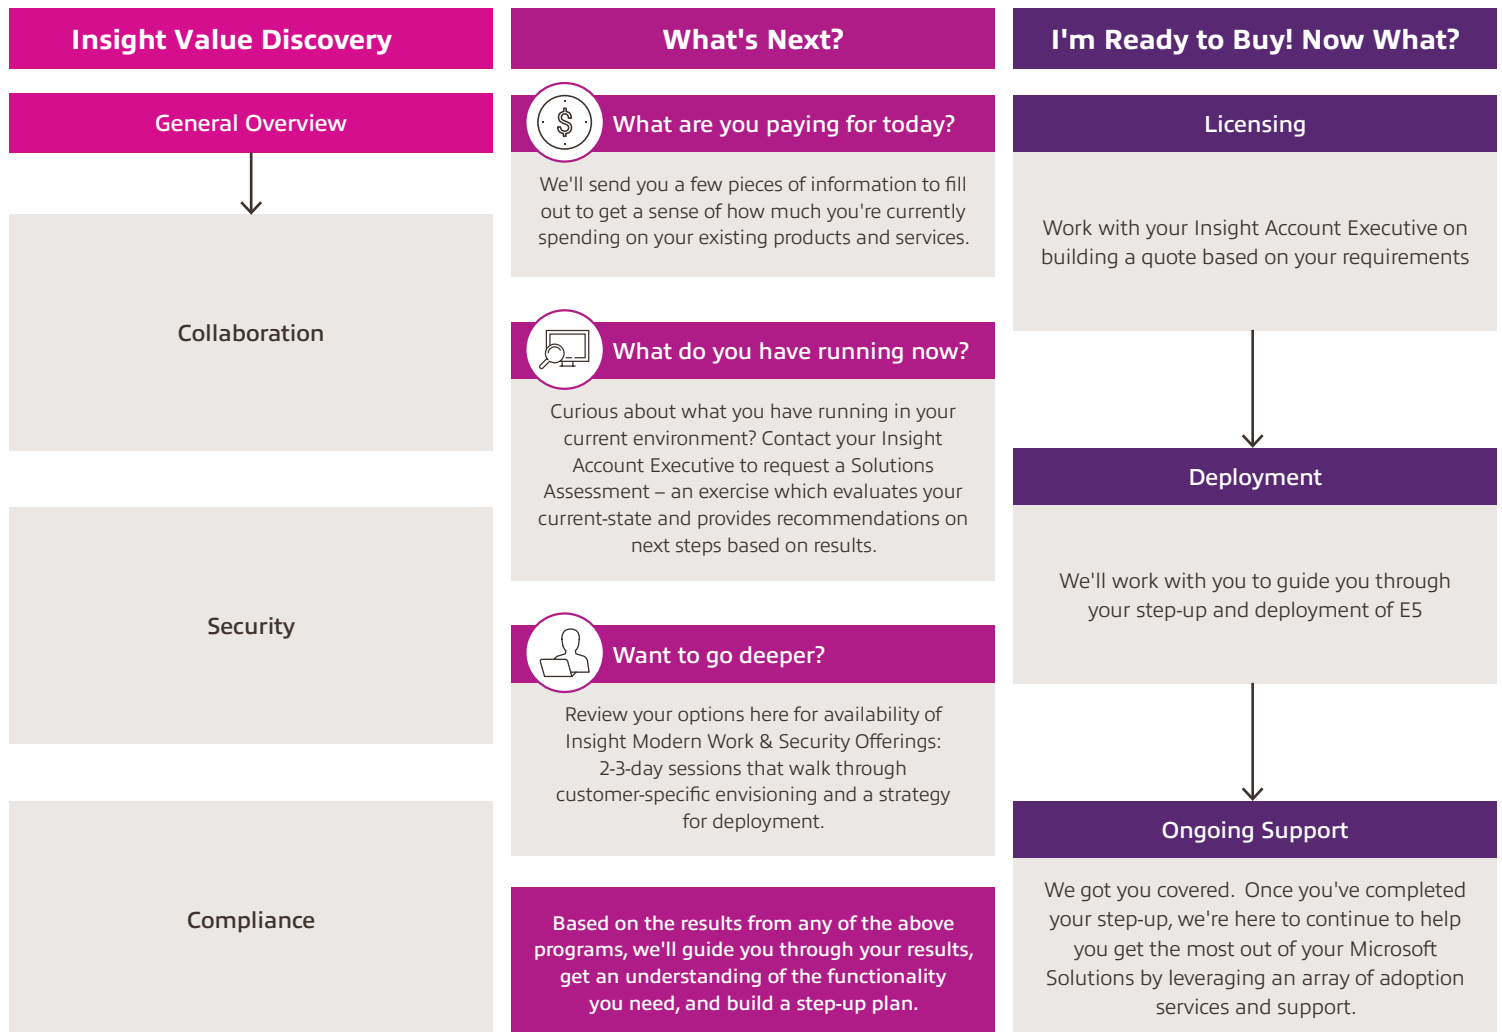 Insight Value Discovery
General Overview
Collaboration
Security
Compliance
What's Next?
What are you paying for today?
We'll send you a few pieces of information to fill
out to get a sense of how much you're currently
spending on your existing products and services.
What do you have running now?
Curious about what you have running in your
current environment? Contact your Insight
Account Executive to request a Solutions
Assessment – an exercise which evaluates your
current-state and provides recommendations on
next steps based on results.
Want to go deeper?
Review your options here for availability of
Insight Modern Work & Security Offerings:
2-3-day sessions that walk through
customer-specific envisioning and a strategy
for deployment.
Based on the results from any of the above
programs, we'll guide you through your results,
get an understanding of the functionality
you need, and build a step-up plan.
I'm Ready to Buy! Now What?
Licensing
Work with your Insight Account Executive on
building a quote based on your requirements
Deployment
We'll work with you to guide you through
your step-up and deployment of E5
Ongoing Support
We got you covered.  Once you've completed
your step-up, we're here to continue to help
you get the most out of your Microsoft
Solutions by leveraging an array of adoption
services and support.